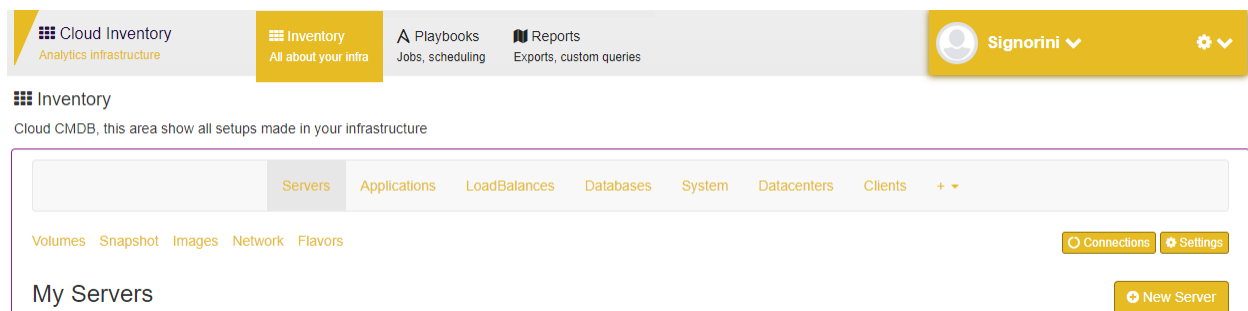 Cloud Inventory
Analytics infrastructure
Inventory
All about your infra
Playbooks
Jobs, scheduling
Reports
Exports, custom queries
Signorini
Inventory
Cloud CMDB, this area show all setups made in your infrastructure
Servers Applications LoadBalances Databases System Datacenters Clients +
Volumes Snapshot Images Network Flavors Connections Settings
My Servers New Server